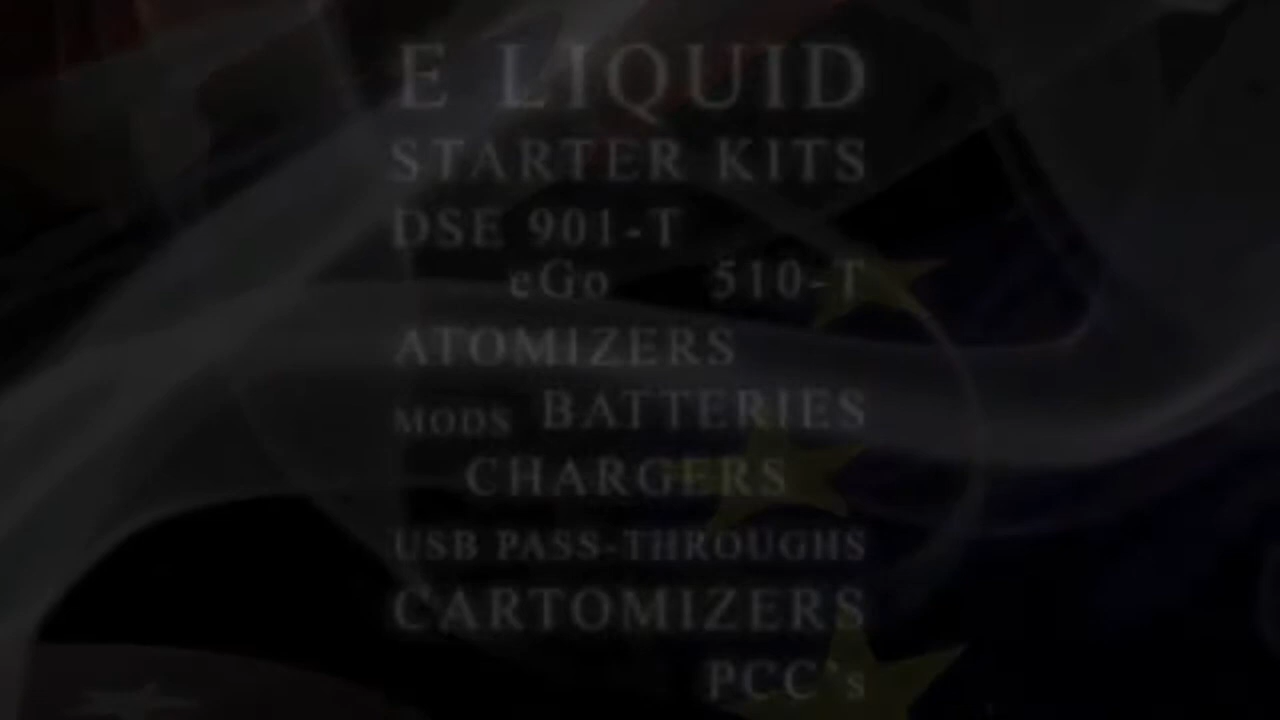 E LIQUID
STARTER KITS
DSE 901-T
eGo 510-T
ATOMIZERS
MODS BATTERIES
CHARGERS
USB PASS-THROUGHS
CARTOMIZERS
PCC's